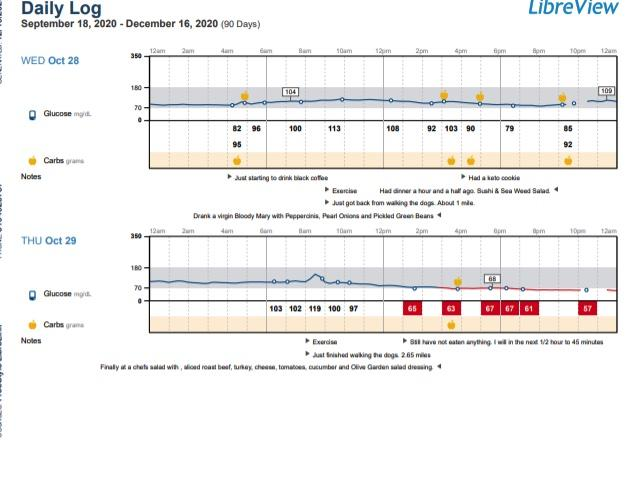 Daily Log
LibreView
September 18, 2020 - December 16, 2020 (90 Days)
WED Oct 28
12am 2am 4am 6am 8am 10am 12pm 2pm 4pm 6pm 8pm 10pm 12am
350
180
70
0
104
109
Glucose mg/dL
82 96 100 113 108 92 103 90 79 85
95 92
Carbs grams
Notes
Just starting to drink black coffee
Had a keto cookie
Exercise
Had dinner a hour and a half ago. Sushi & Sea Weed Salad.
Just got back from walking the dogs. About 1 mile.
Drank a virgin Bloody Mary with Peppercinis, Pearl Onions and Pickled Green Beans
THU Oct 29
12am 2am 4am 6am 8am 10am 12pm 2pm 4pm 6pm 8pm 10pm 12am
350
180
70
0
68
Glucose mg/dL
103 102 119 100 97 65 63 67 67 61 57
Carbs grams
Notes
Exercise
Still have not eaten anything. I will in the next 1/2 hour to 45 minutes
Just finished walking the dogs. 2.65 miles
Finally at a chefs salad with , sliced roast beef, turkey, cheese, tomatoes, cucumber and Olive Garden salad dressing.